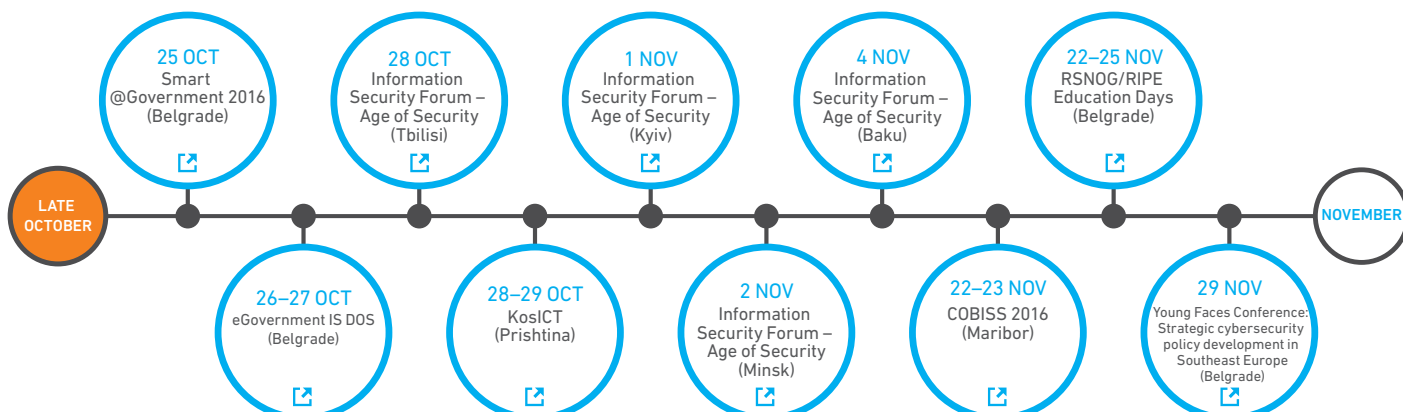 LATE
OCTOBER
25 OCT
Smart
@Government 2016
(Belgrade)
26–27 OCT
eGovernment IS DOS
(Belgrade)
28 OCT
Information
Security Forum –
Age of Security
(Tbilisi)
28–29 OCT
KosICT
(Prishtina)
1 NOV
Information
Security Forum –
Age of Security
(Kyiv)
2 NOV
Information
Security Forum –
Age of Security
(Minsk)
4 NOV
Information
Security Forum –
Age of Security
(Baku)
22–23 NOV
COBISS 2016
(Maribor)
22–25 NOV
RSNOG/RIPE
Education Days
(Belgrade)
29 NOV
Young Faces Conference:
Strategic cybersecurity
policy development in
Southeast Europe
(Belgrade)
NOVEMBER